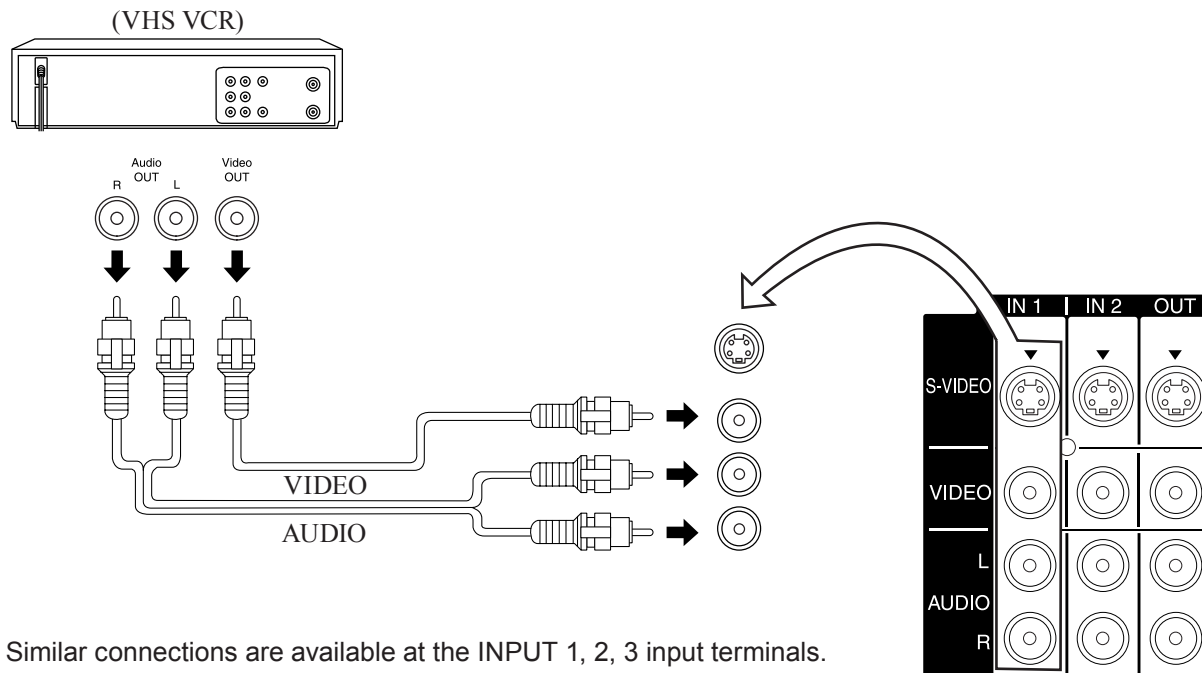 (VHS VCR)
Audio
OUT
R L
Video
OUT
IN 1 IN 2 OUT
S-VIDEO
VIDEO
L
AUDIO
R
VIDEO
AUDIO
Similar connections are available at the INPUT 1, 2, 3 input terminals.